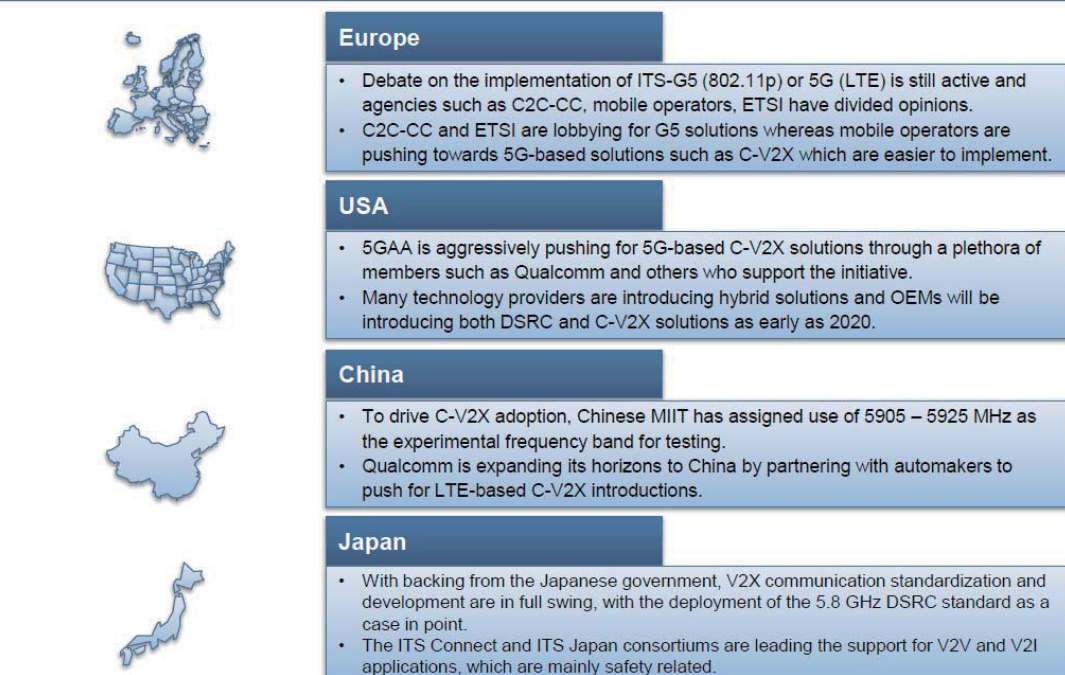 Europe
• Debate on the implementation of ITS-G5 (802.11p) or 5G (LTE) is still active and
agencies such as C2C-CC, mobile operators, ETSI have divided opinions.
• C2C-CC and ETSI are lobbying for G5 solutions whereas mobile operators are
pushing towards 5G-based solutions such as C-V2X which are easier to implement.
USA
• 5GAA is aggressively pushing for 5G-based C-V2X solutions through a plethora of
members such as Qualcomm and others who support the initiative.
• Many technology providers are introducing hybrid solutions and OEMs will be
introducing both DSRC and C-V2X solutions as early as 2020.
China
• To drive C-V2X adoption, Chinese MIIT has assigned use of 5905 – 5925 MHz as
the experimental frequency band for testing.
• Qualcomm is expanding its horizons to China by partnering with automakers to
push for LTE-based C-V2X introductions.
Japan
• With backing from the Japanese government, V2X communication standardization and
development are in full swing, with the deployment of the 5.8 GHz DSRC standard as a
case in point.
• The ITS Connect and ITS Japan consortiums are leading the support for V2V and V2I
applications, which are mainly safety related.